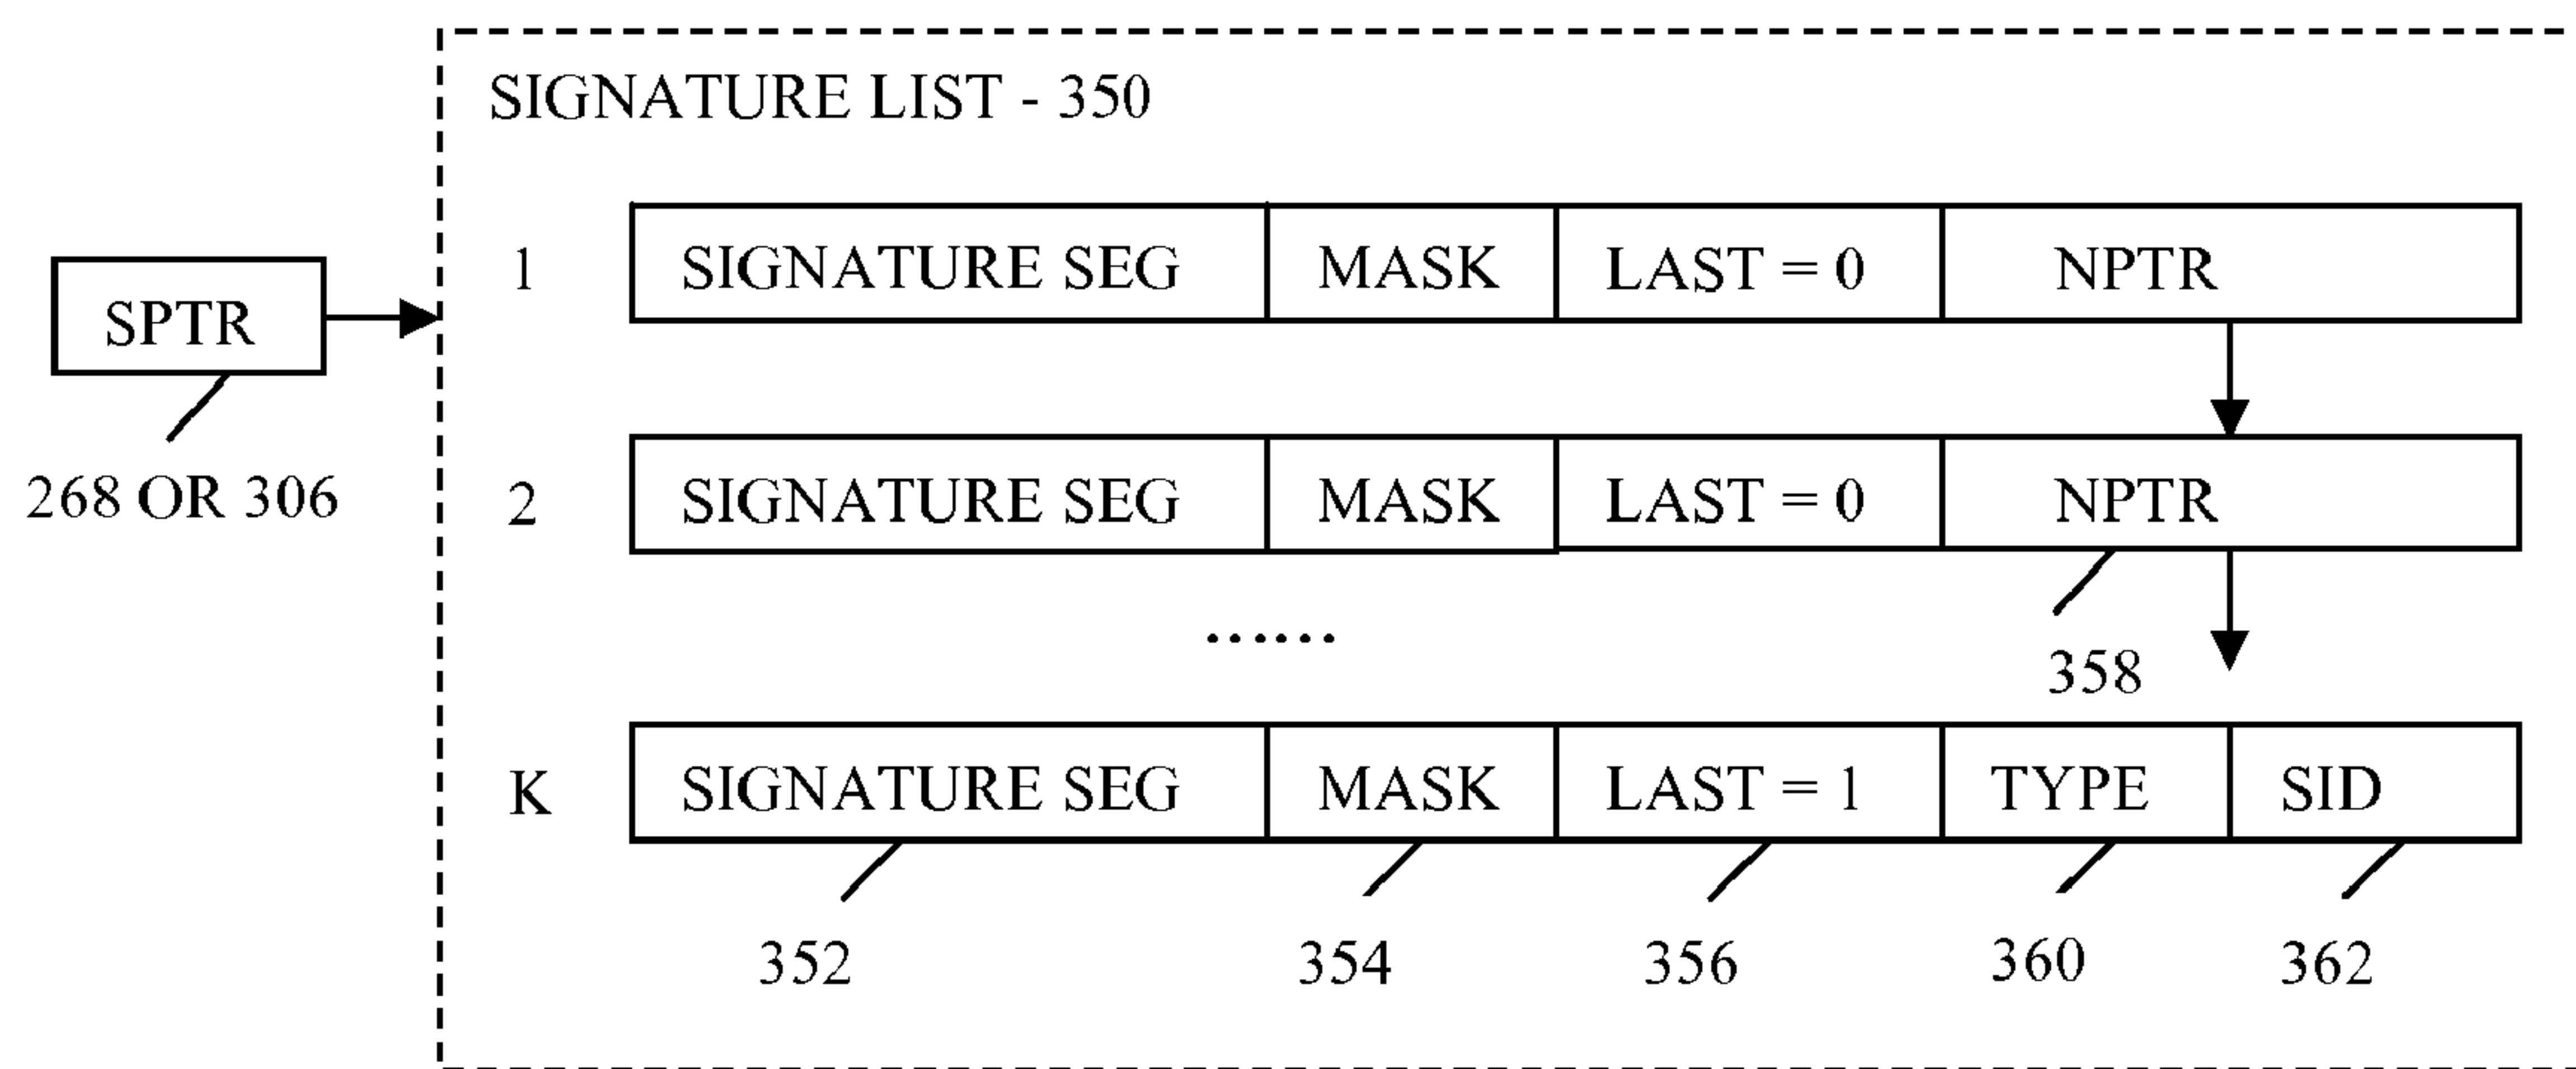 SIGNATURE LIST - 350
1 SIGNATURE SEG MASK LAST = 0 NPTR
SPTR
2 SIGNATURE SEG MASK LAST = 0 NPTR
268 OR 306
......
358
K SIGNATURE SEG MASK LAST = 1 TYPE SID
352 354 356 360 362